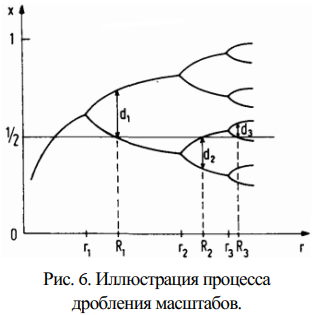 x
1
d₁
1/2
d₂
d₃
0
r₁ R₁ r₂ R₂ r₃ R₃ r
Рис. 6. Иллюстрация процесса
дробления масштабов.